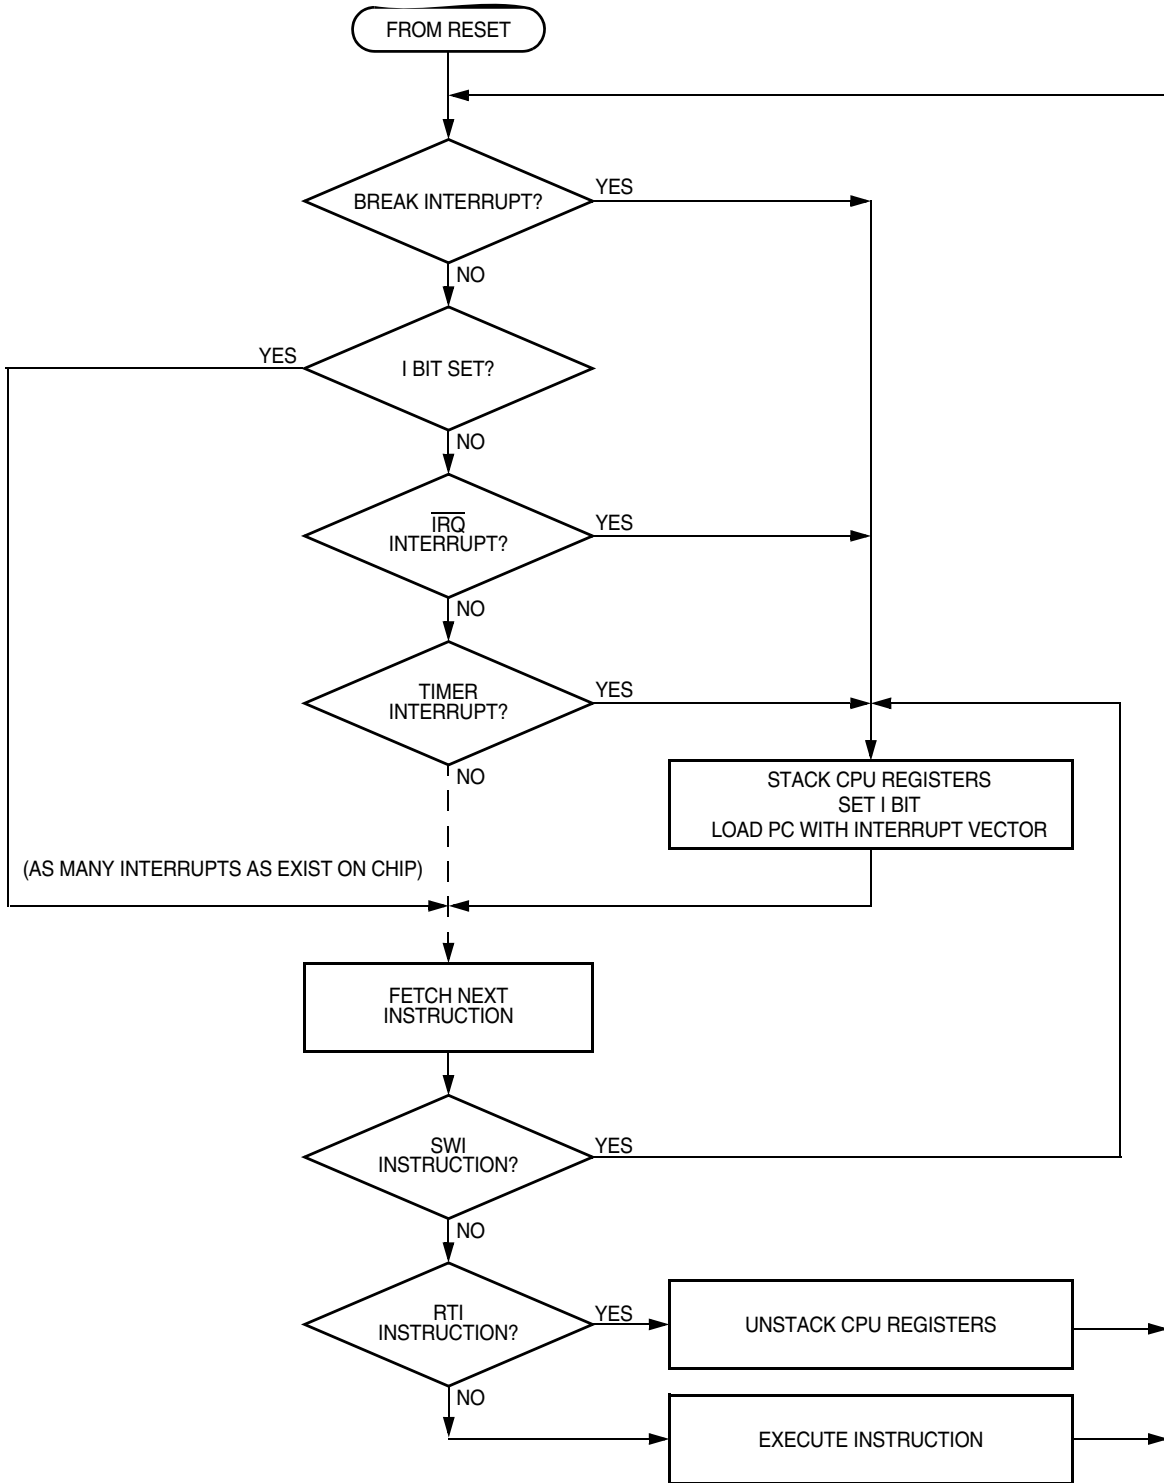 FROM RESET
BREAK INTERRUPT?
YES
NO
YES
I BIT SET?
NO
IRQ
INTERRUPT?
YES
NO
TIMER
INTERRUPT?
YES
NO
STACK CPU REGISTERS
SET I BIT
LOAD PC WITH INTERRUPT VECTOR
(AS MANY INTERRUPTS AS EXIST ON CHIP)
FETCH NEXT
INSTRUCTION
SWI
INSTRUCTION?
YES
NO
RTI
INSTRUCTION?
YES
UNSTACK CPU REGISTERS
NO
EXECUTE INSTRUCTION